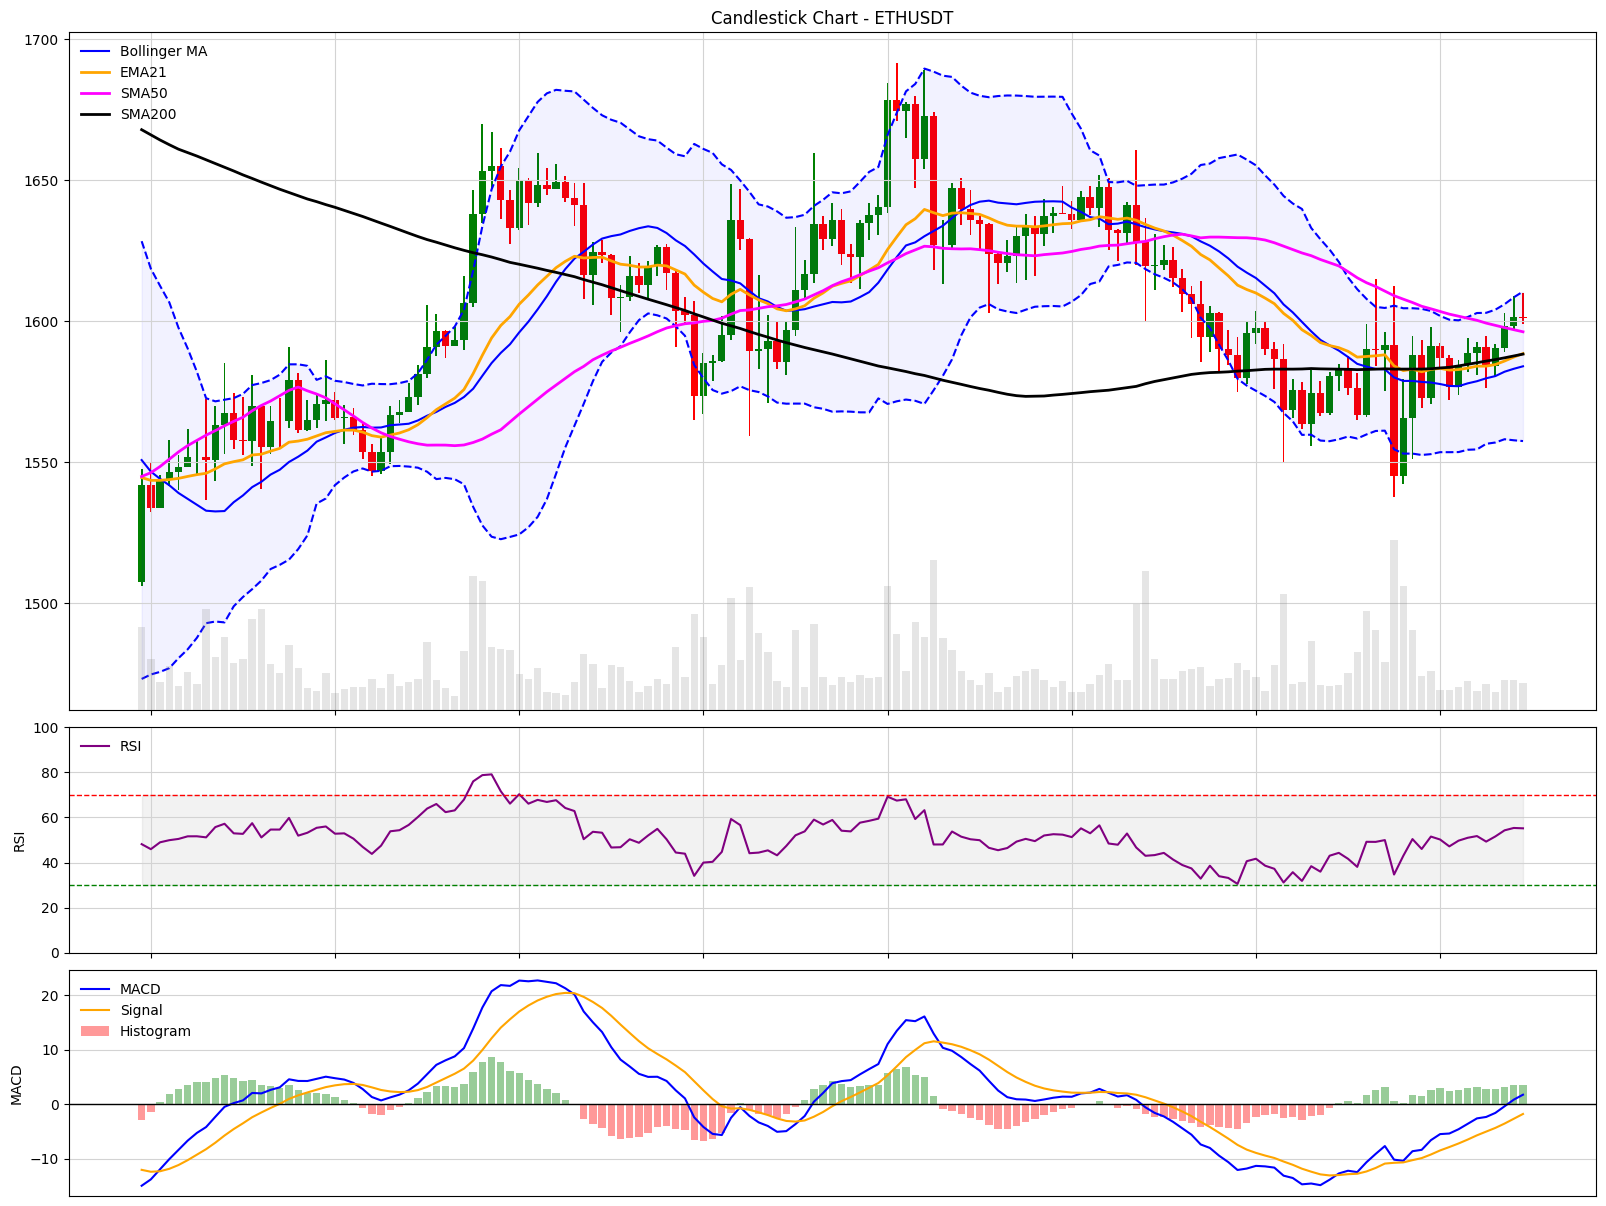 Candlestick Chart - ETHUSDT
1700
1650
1600
1550
1500
Bollinger MA
EMA21
SMA50
SMA200
RSI
100
80
60
40
20
0
RSI
MACD
20
10
0
−10
MACD
Signal
Histogram